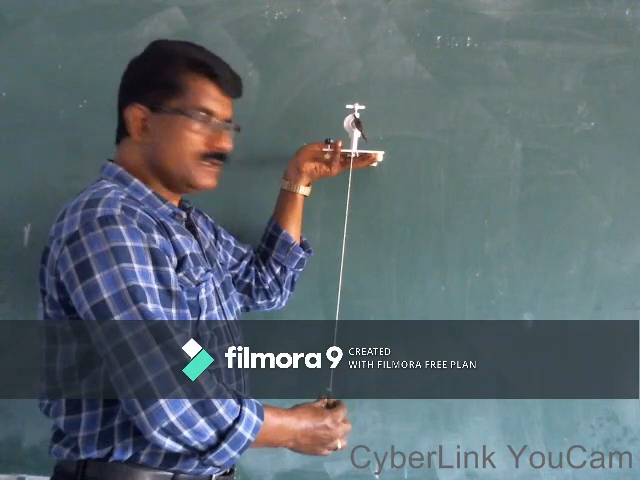 filmora 9 CREATED
WITH FILMORA FREE PLAN
CyberLink YouCam